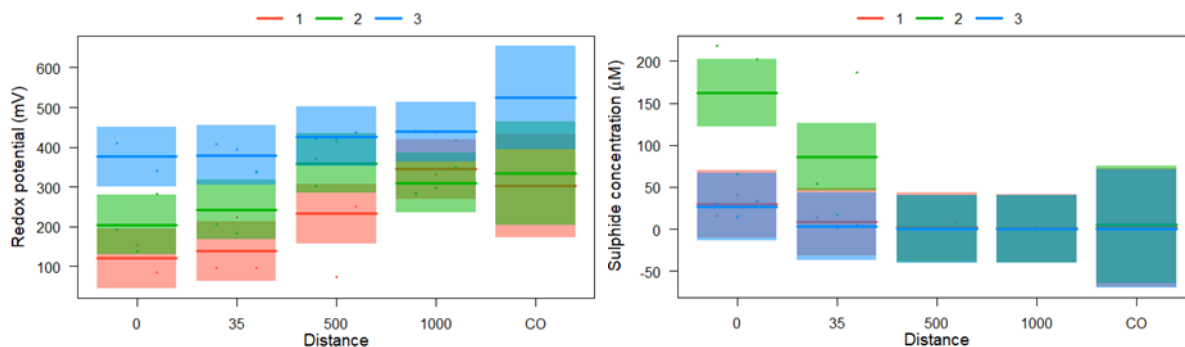 1 2 3
Redox potential (mV)
600
500
400
300
200
100
0 35 500 1000 CO
Distance
1 2 3
Sulphide concentration (μM)
200
150
100
50
0
-50
0 35 500 1000 CO
Distance